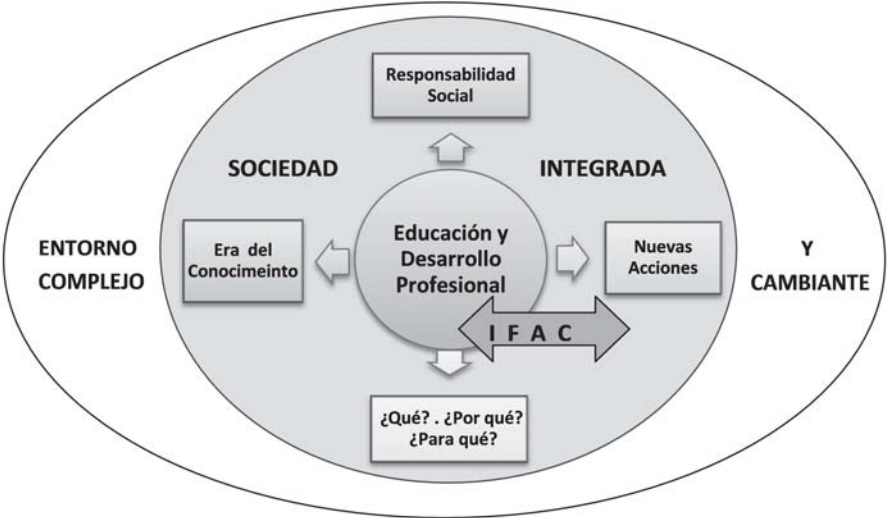 Responsabilidad
Social
SOCIEDAD
INTEGRADA
ENTORNO
COMPLEJO
Era del
Conocimeinto
Educación y
Desarrollo
Profesional
Nuevas
Acciones
Y
CAMBIANTE
I F A C
¿Qué? . ¿Por qué?
¿Para qué?